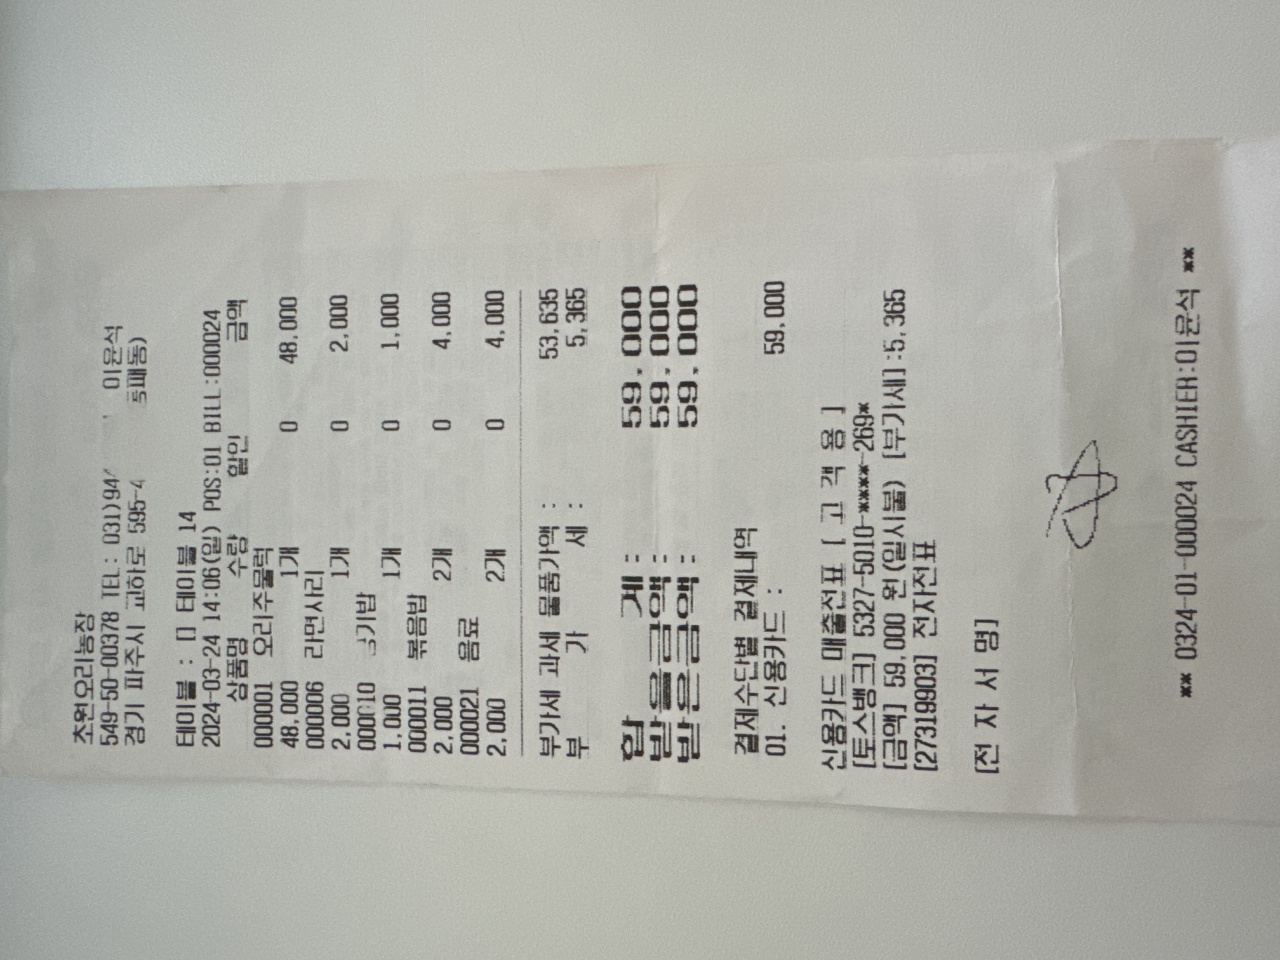 초원오리농장
549-50-00378 TEL: 031)94 이윤석
경기 파주시 교하로 595-4
테이블 : [] 테이블 14
2024-03-24 14:06(일) POS:01 BILL:000024
상품명 수량 할인 금액
000001 오리주물럭
48,000 1개 0 48,000
000006 라면사리
2,000 1개 0 2,000
000010 공기밥
1,000 1개 0 1,000
000011 볶음밥
2,000 2개 0 4,000
000021 음료
2,000 2개 0 4,000
부가세 과세 물품가액 : 53,635
부 가 세 : 5,365
합 계 : 59,000
받을금액 : 59,000
받은금액 : 59,000
결제수단별 결제내역
01. 신용카드 : 59,000
신용카드 매출전표 [ 고 객 용 ]
[토스뱅크] 5327-5010-****-269*
[금액] 59,000 원(일시불) [부가세]:5,365
[27319903] 전자전표
[전 자 서 명]
** 0324-01-000024 CASHIER:이윤석 **